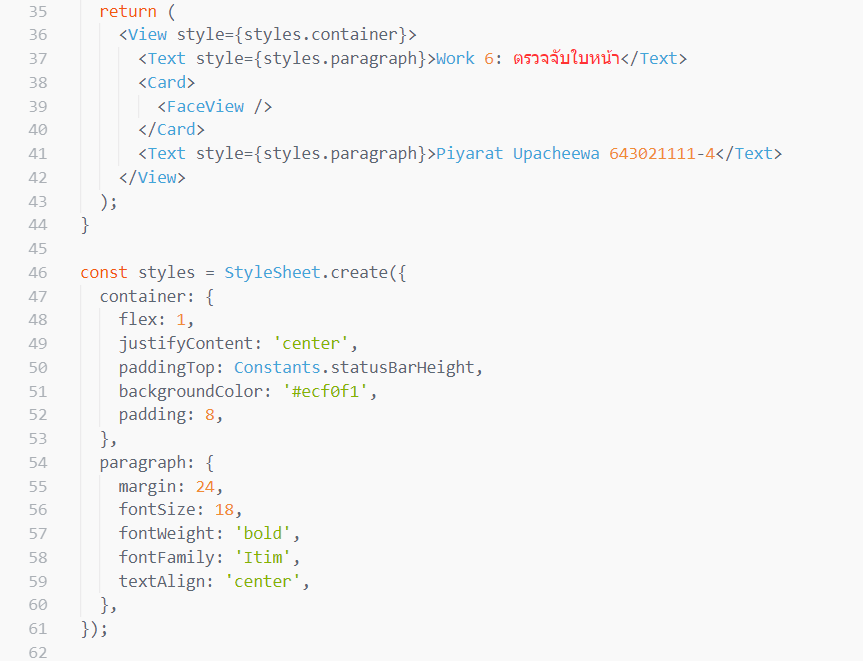 35   return (
36     <View style={styles.container}>
37       <Text style={styles.paragraph}>Work 6: ตรวจจับใบหน้า</Text>
38       <Card>
39         <FaceView />
40       </Card>
41       <Text style={styles.paragraph}>Piyarat Upacheewa 643021111-4</Text>
42     </View>
43   );
44 }
45
46 const styles = StyleSheet.create({
47   container: {
48     flex: 1,
49     justifyContent: 'center',
50     paddingTop: Constants.statusBarHeight,
51     backgroundColor: '#ecf0f1',
52     padding: 8,
53   },
54   paragraph: {
55     margin: 24,
56     fontSize: 18,
57     fontWeight: 'bold',
58     fontFamily: 'Itim',
59     textAlign: 'center',
60   },
61 });
62